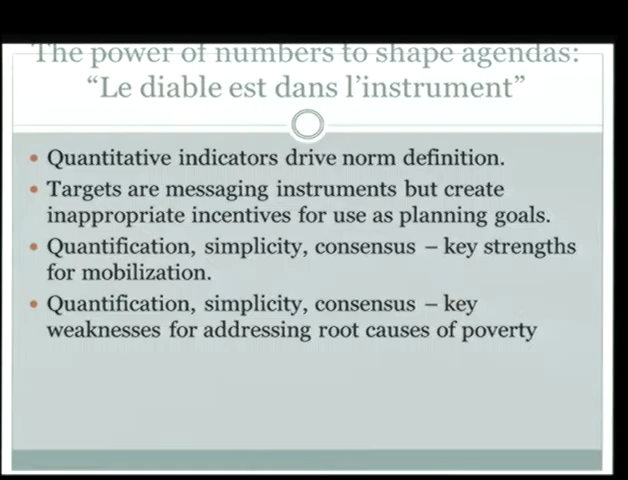 The power of numbers to shape agendas:
“Le diable est dans l’instrument”
• Quantitative indicators drive norm definition.
• Targets are messaging instruments but create
inappropriate incentives for use as planning goals.
• Quantification, simplicity, consensus – key strengths
for mobilization.
• Quantification, simplicity, consensus – key
weaknesses for addressing root causes of poverty